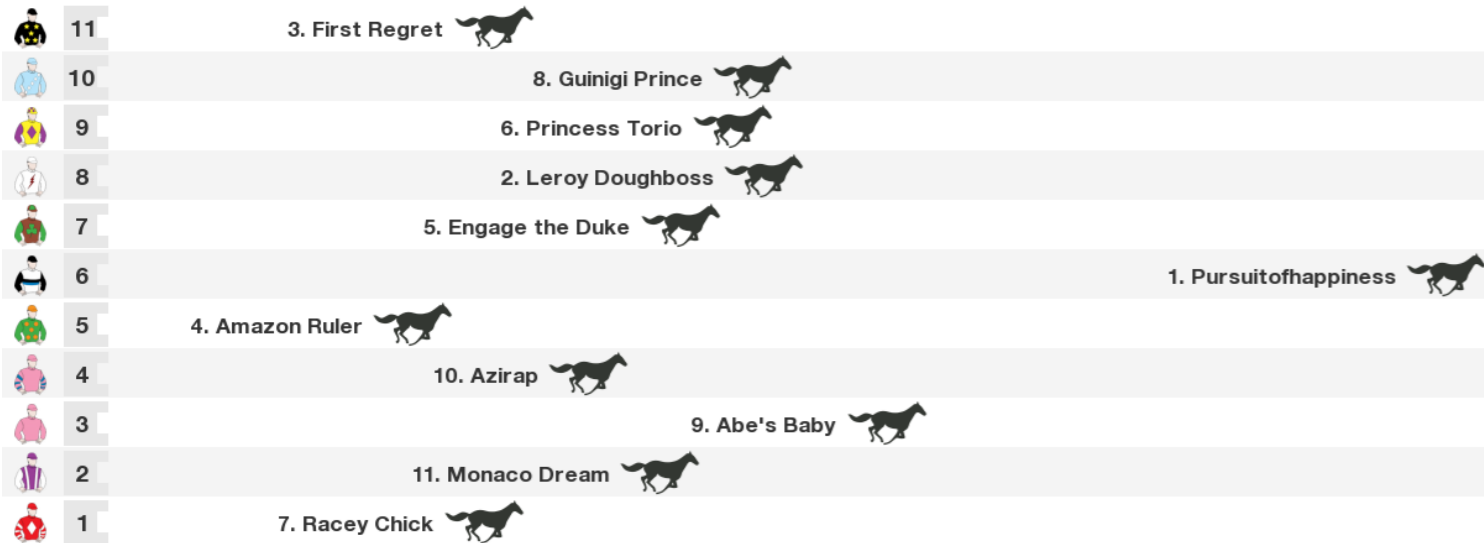 11 3. First Regret
10 8. Guinigi Prince
9 6. Princess Torio
8 2. Leroy Doughboss
7 5. Engage the Duke
6 1. Pursuitofhappiness
5 4. Amazon Ruler
4 10. Azirap
3 9. Abe's Baby
2 11. Monaco Dream
1 7. Racey Chick